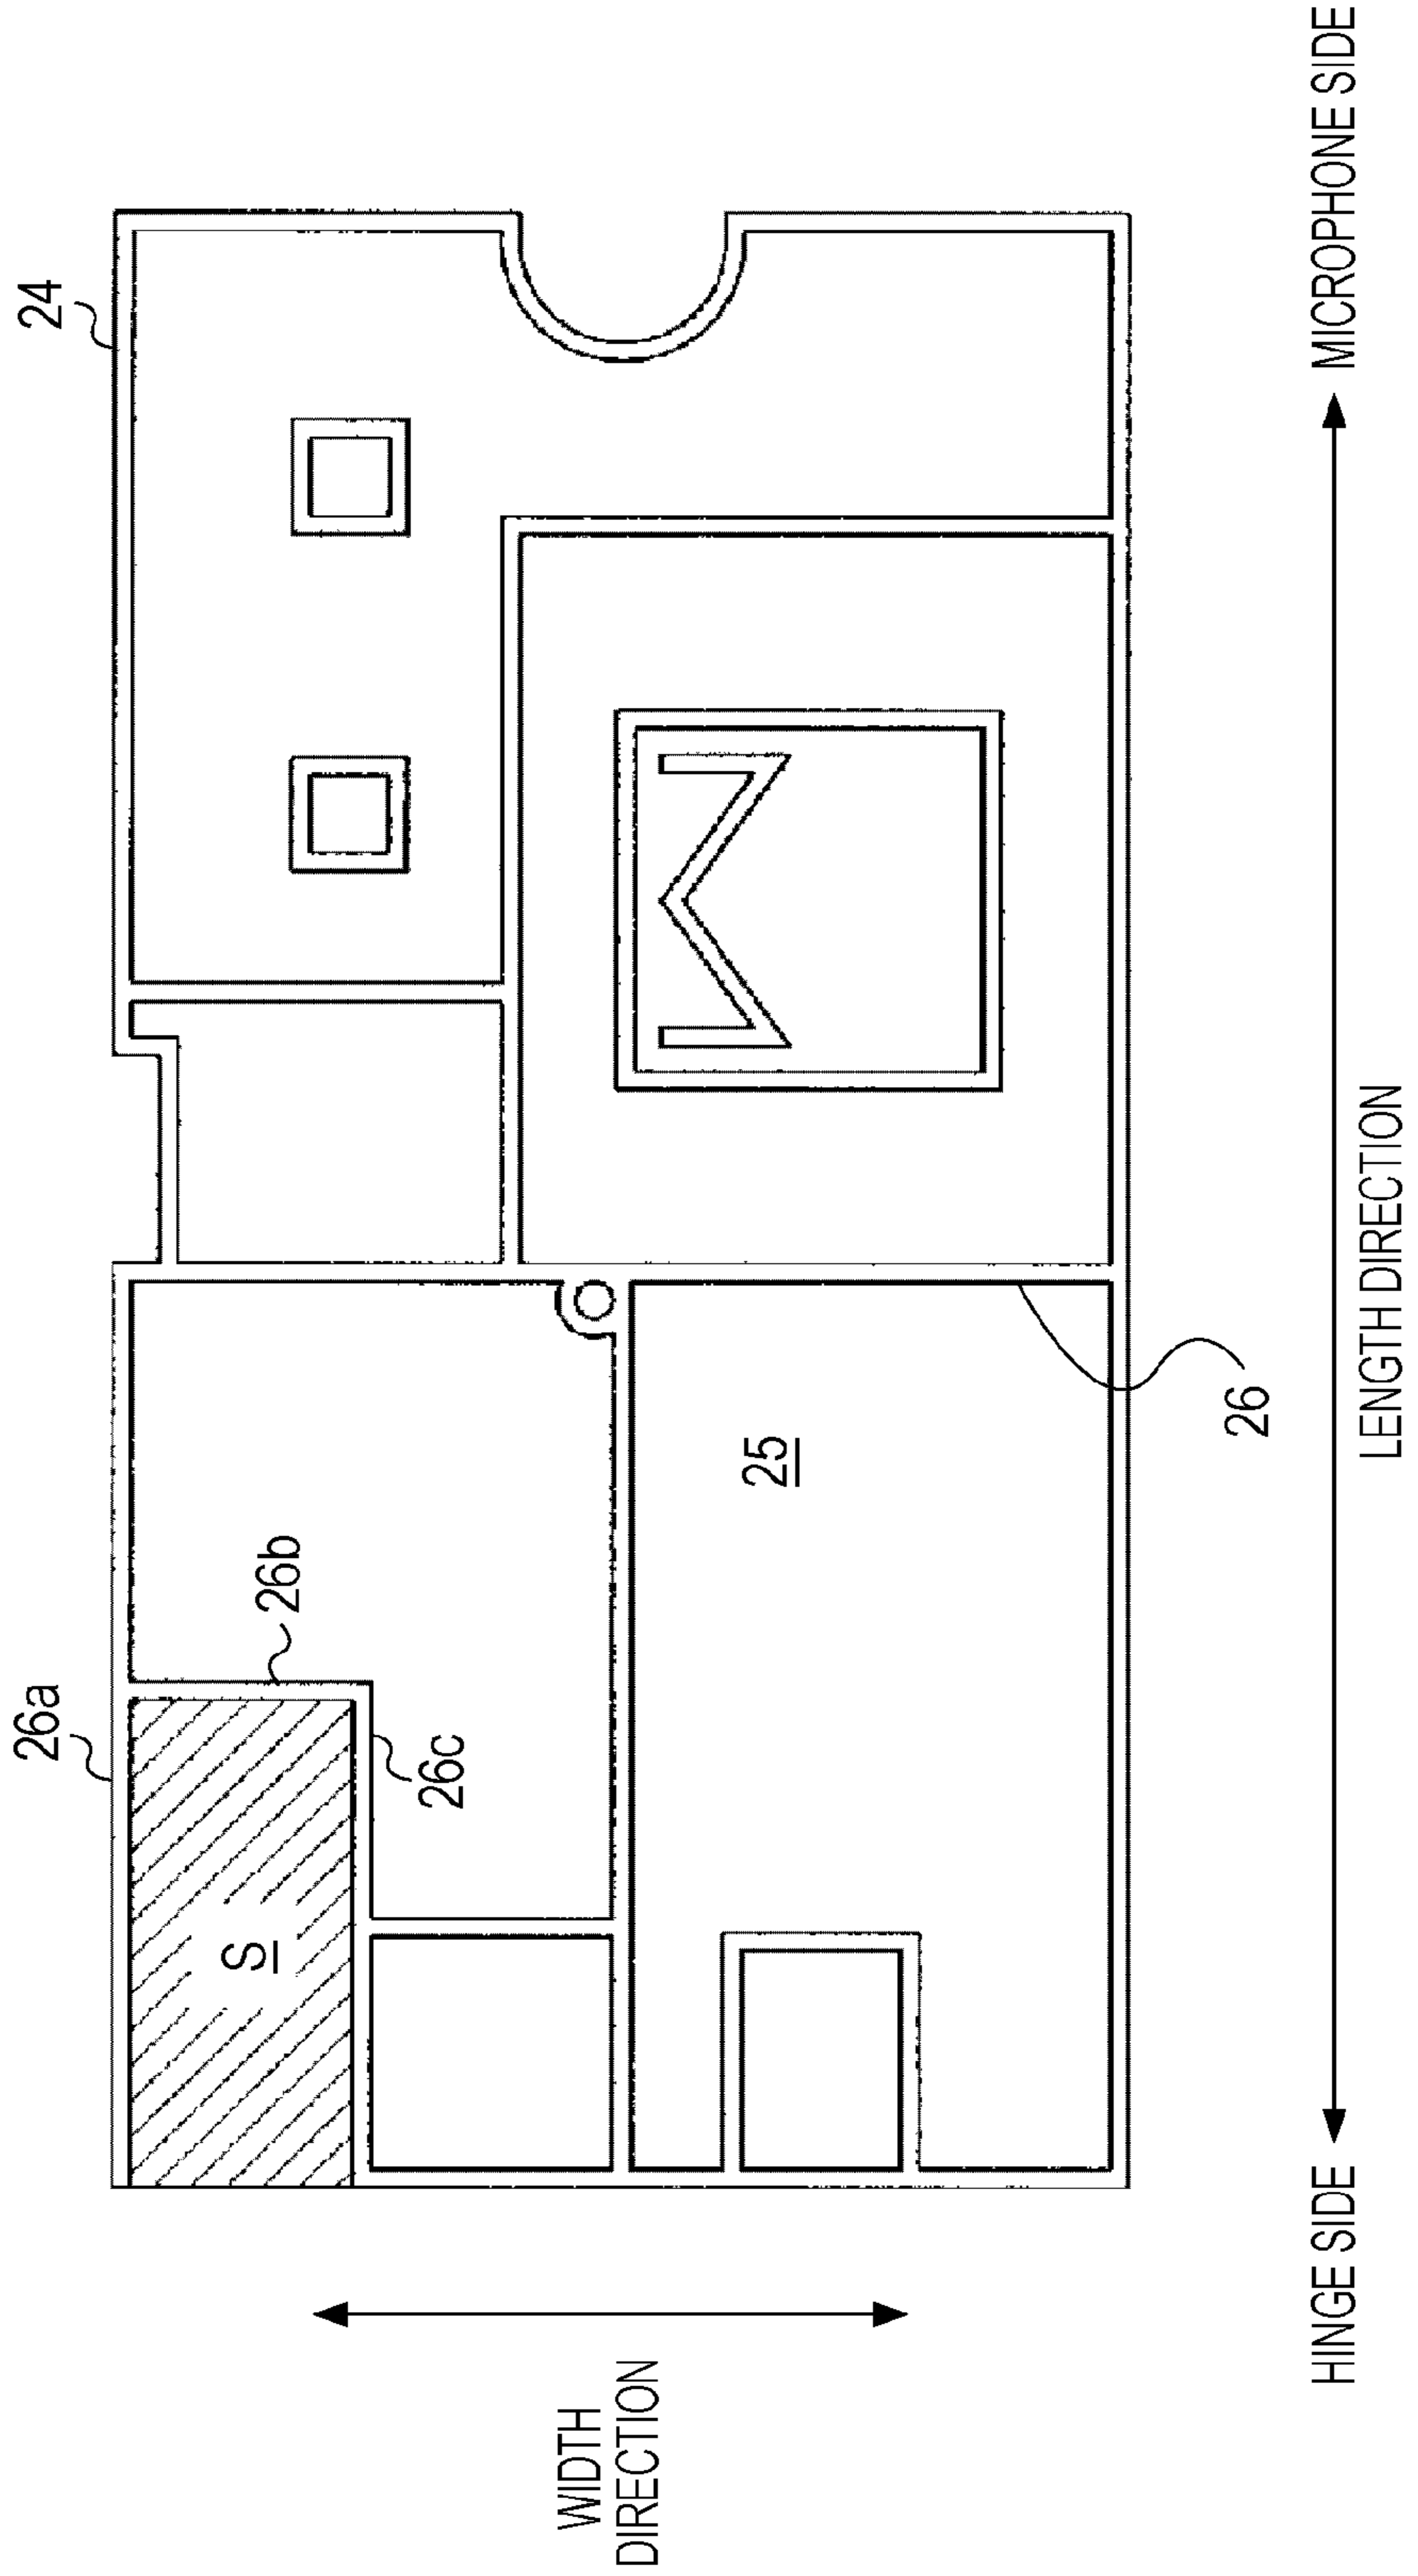 24
26a
26b
26c
S
25
26
WIDTH
DIRECTION
HINGE SIDE
MICROPHONE SIDE
LENGTH DIRECTION